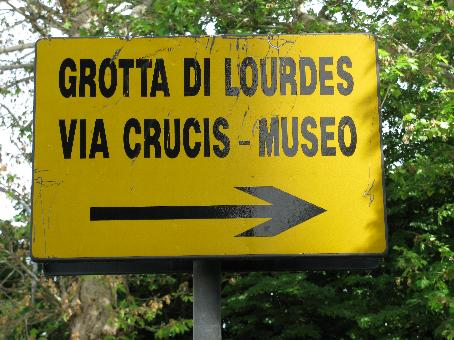 GROTTA DI LOURDES
VIA CRUCIS - MUSEO